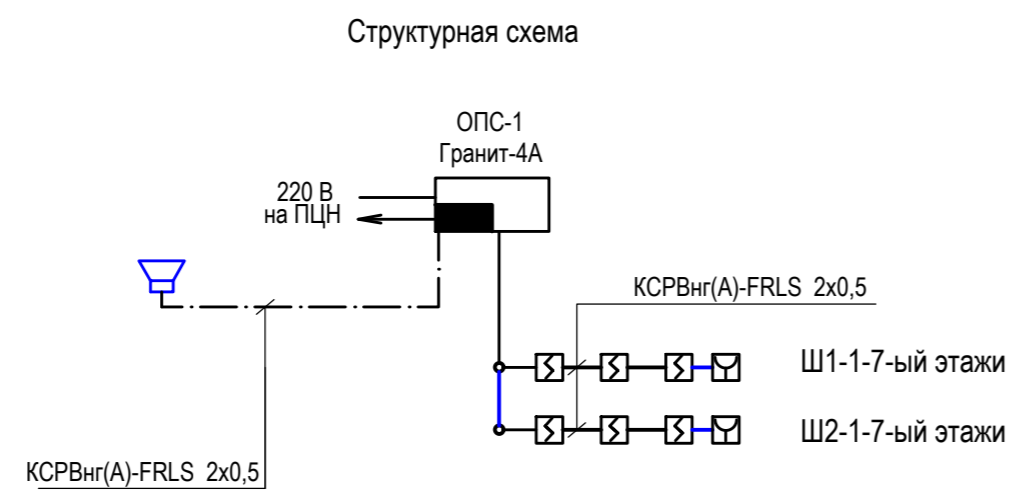 Структурная схема
ОПС-1
Гранит-4А
220 В
на ПЦН
КСРВнг(А)-FRLS 2х0,5
Ш1-1-7-ый этажи
Ш2-1-7-ый этажи
КСРВнг(А)-FRLS 2х0,5